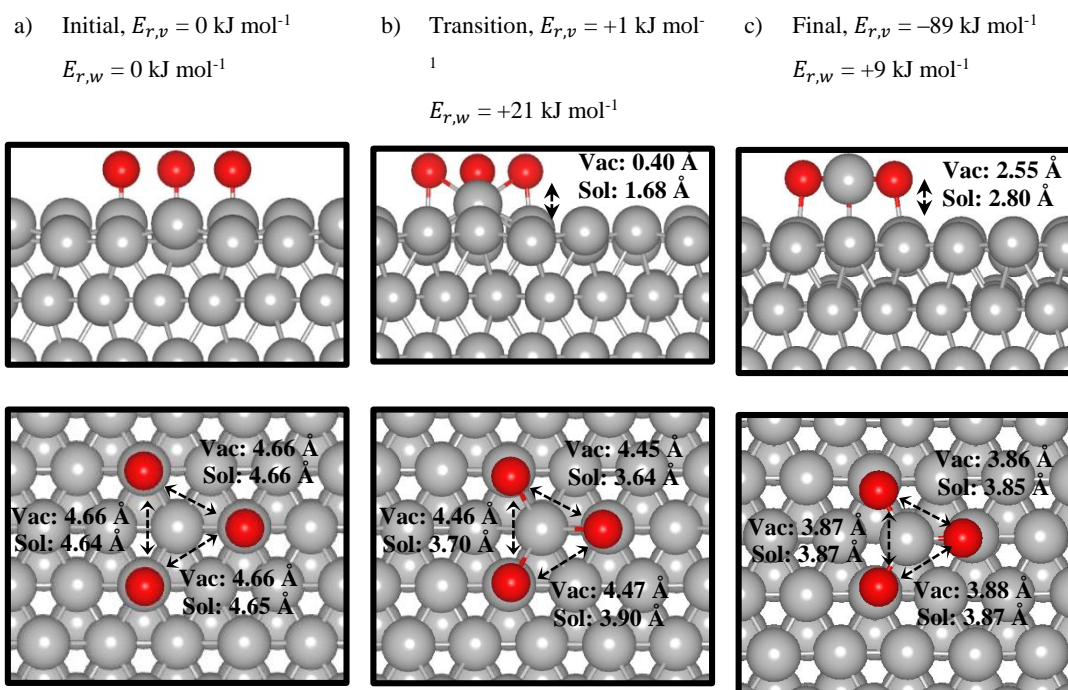 a) Initial, E_{r,v} = 0 kJ mol⁻¹
E_{r,w} = 0 kJ mol⁻¹
b) Transition, E_{r,v} = +1 kJ mol⁻
¹
E_{r,w} = +21 kJ mol⁻¹
c) Final, E_{r,v} = –89 kJ mol⁻¹
E_{r,w} = +9 kJ mol⁻¹
Vac: 0.40 Å
Sol: 1.68 Å
Vac: 2.55 Å
Sol: 2.80 Å
Vac: 4.66 Å
Sol: 4.66 Å
Vac: 4.66 Å
Sol: 4.64 Å
Vac: 4.66 Å
Sol: 4.65 Å
Vac: 4.45 Å
Sol: 3.64 Å
Vac: 4.46 Å
Sol: 3.70 Å
Vac: 4.47 Å
Sol: 3.90 Å
Vac: 3.86 Å
Sol: 3.85 Å
Vac: 3.87 Å
Sol: 3.87 Å
Vac: 3.88 Å
Sol: 3.87 Å